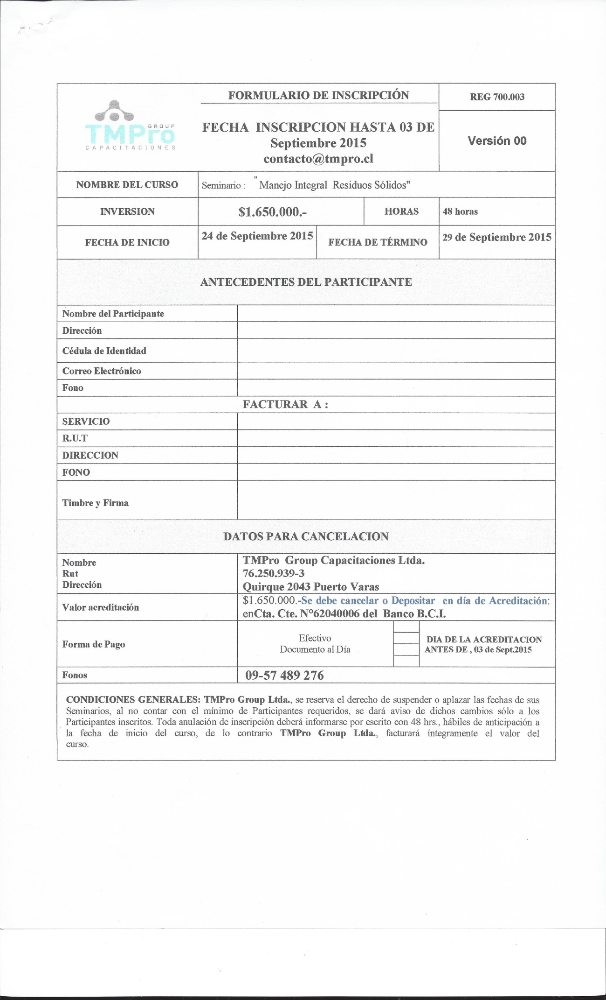 GROUP
TMPro
CAPACITACIONES
FORMULARIO DE INSCRIPCIÓN
REG 700.003
FECHA INSCRIPCION HASTA 03 DE
Septiembre 2015
contacto@tmpro.cl
Versión 00
NOMBRE DEL CURSO
Seminario : "Manejo Integral Residuos Sólidos"
INVERSION
$1.650.000.-
HORAS
48 horas
FECHA DE INICIO
24 de Septiembre 2015
FECHA DE TÉRMINO
29 de Septiembre 2015
ANTECEDENTES DEL PARTICIPANTE
Nombre del Participante
Dirección
Cédula de Identidad
Correo Electrónico
Fono
FACTURAR A :
SERVICIO
R.U.T
DIRECCION
FONO
Timbre y Firma
DATOS PARA CANCELACION
Nombre
Rut
Dirección
TMPro Group Capacitaciones Ltda.
76.250.939-3
Quirque 2043 Puerto Varas
Valor acreditación
$1.650.000.-Se debe cancelar o Depositar en día de Acreditación:
enCta. Cte. N°62040006 del Banco B.C.I.
Forma de Pago
Efectivo
Documento al Día
DIA DE LA ACREDITACION
ANTES DE , 03 de Sept.2015
Fonos
09-57 489 276
CONDICIONES GENERALES: TMPro Group Ltda., se reserva el derecho de suspender o aplazar las fechas de sus
Seminarios, al no contar con el mínimo de Participantes requeridos, se dará aviso de dichos cambios sólo a los
Participantes inscritos. Toda anulación de inscripción deberá informarse por escrito con 48 hrs., hábiles de anticipación a
la fecha de inicio del curso, de lo contrario TMPro Group Ltda., facturará íntegramente el valor del
curso.